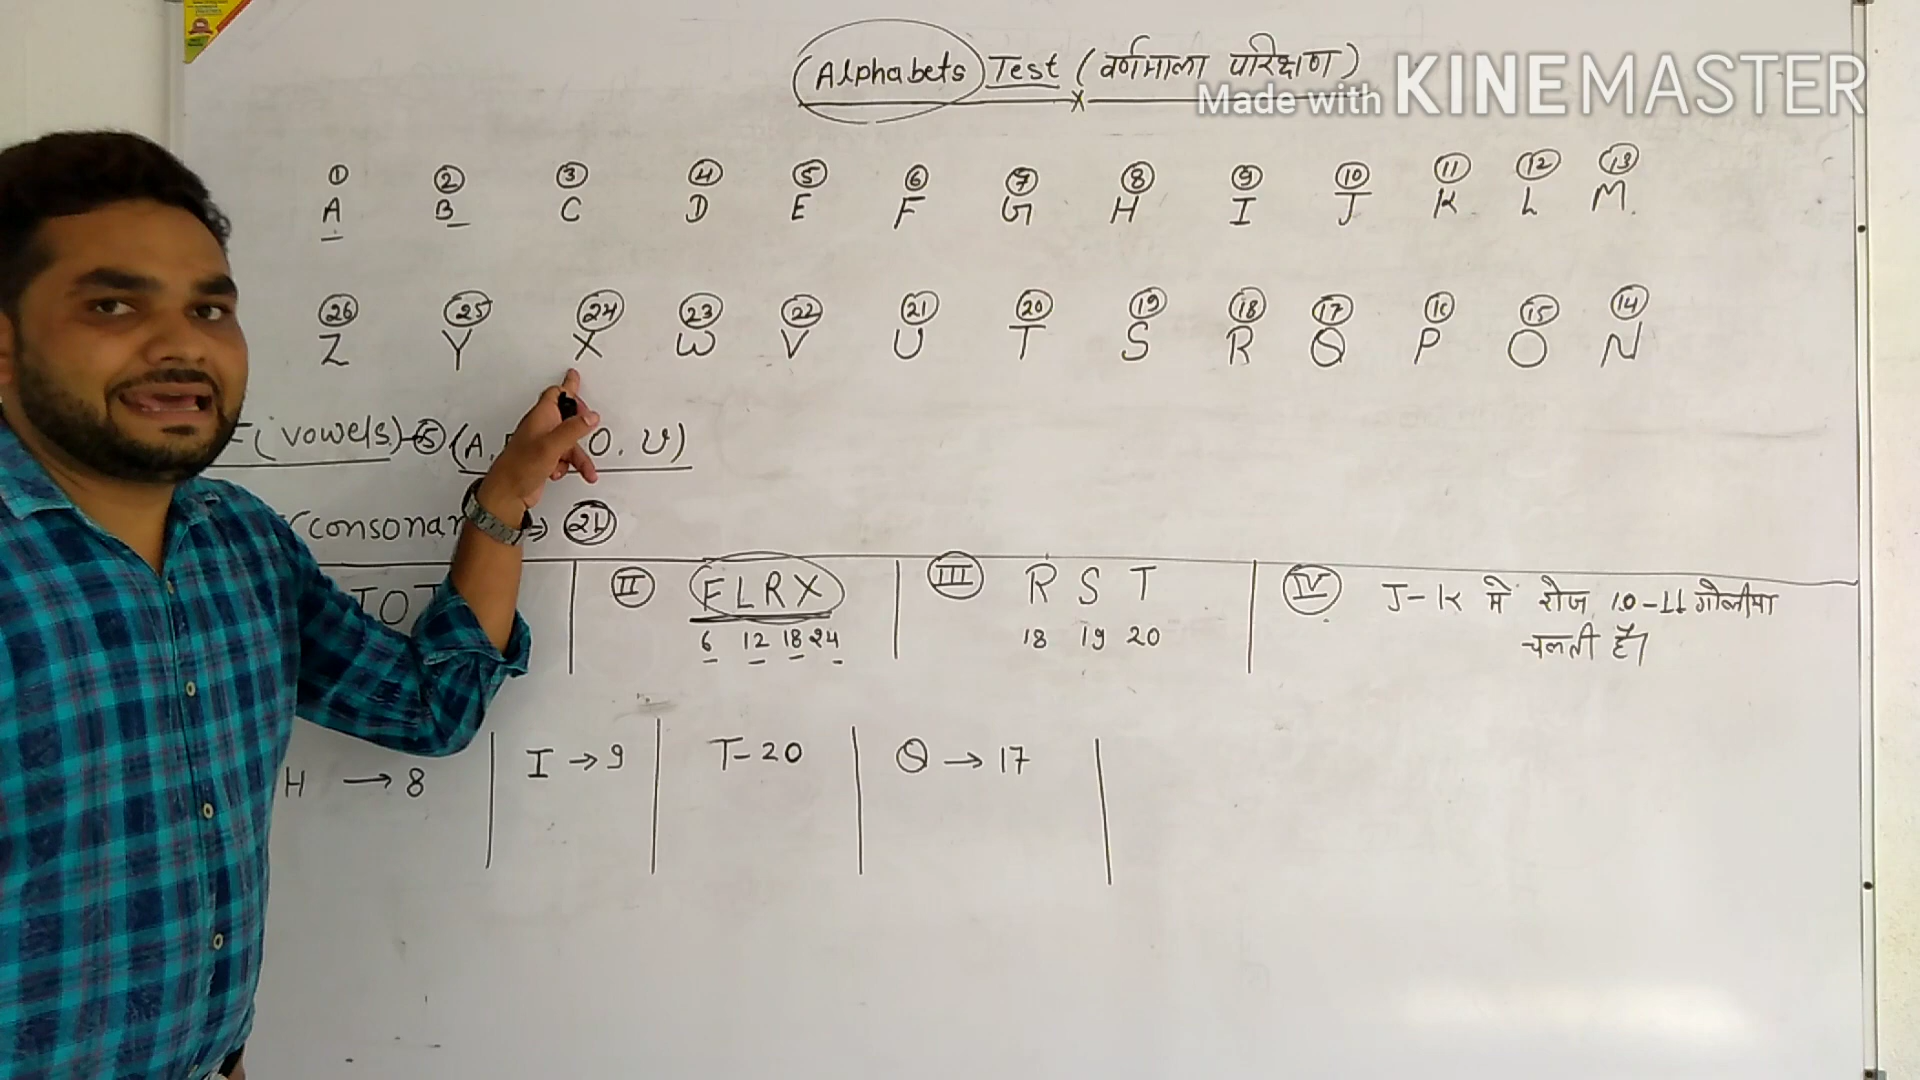 Alphabets Test (वर्णमाला परिक्षण)
Made with KINEMASTER
1 2 3 4 5 6 7 8 9 10 11 12 13
A B C D E F G H I J K L M.
26 25 24 23 22 21 20 19 18 17 16 15 14
Z Y X W V U T S R Q P O N
(vowels) → 5 (A, O, U)
⇒ 21
II FLRX III R S T IV J-K में रोज 10-11 गोलीया
6 12 18 24 18 19 20 चलती है।
H → 8 I → 9 T-20 Q → 17